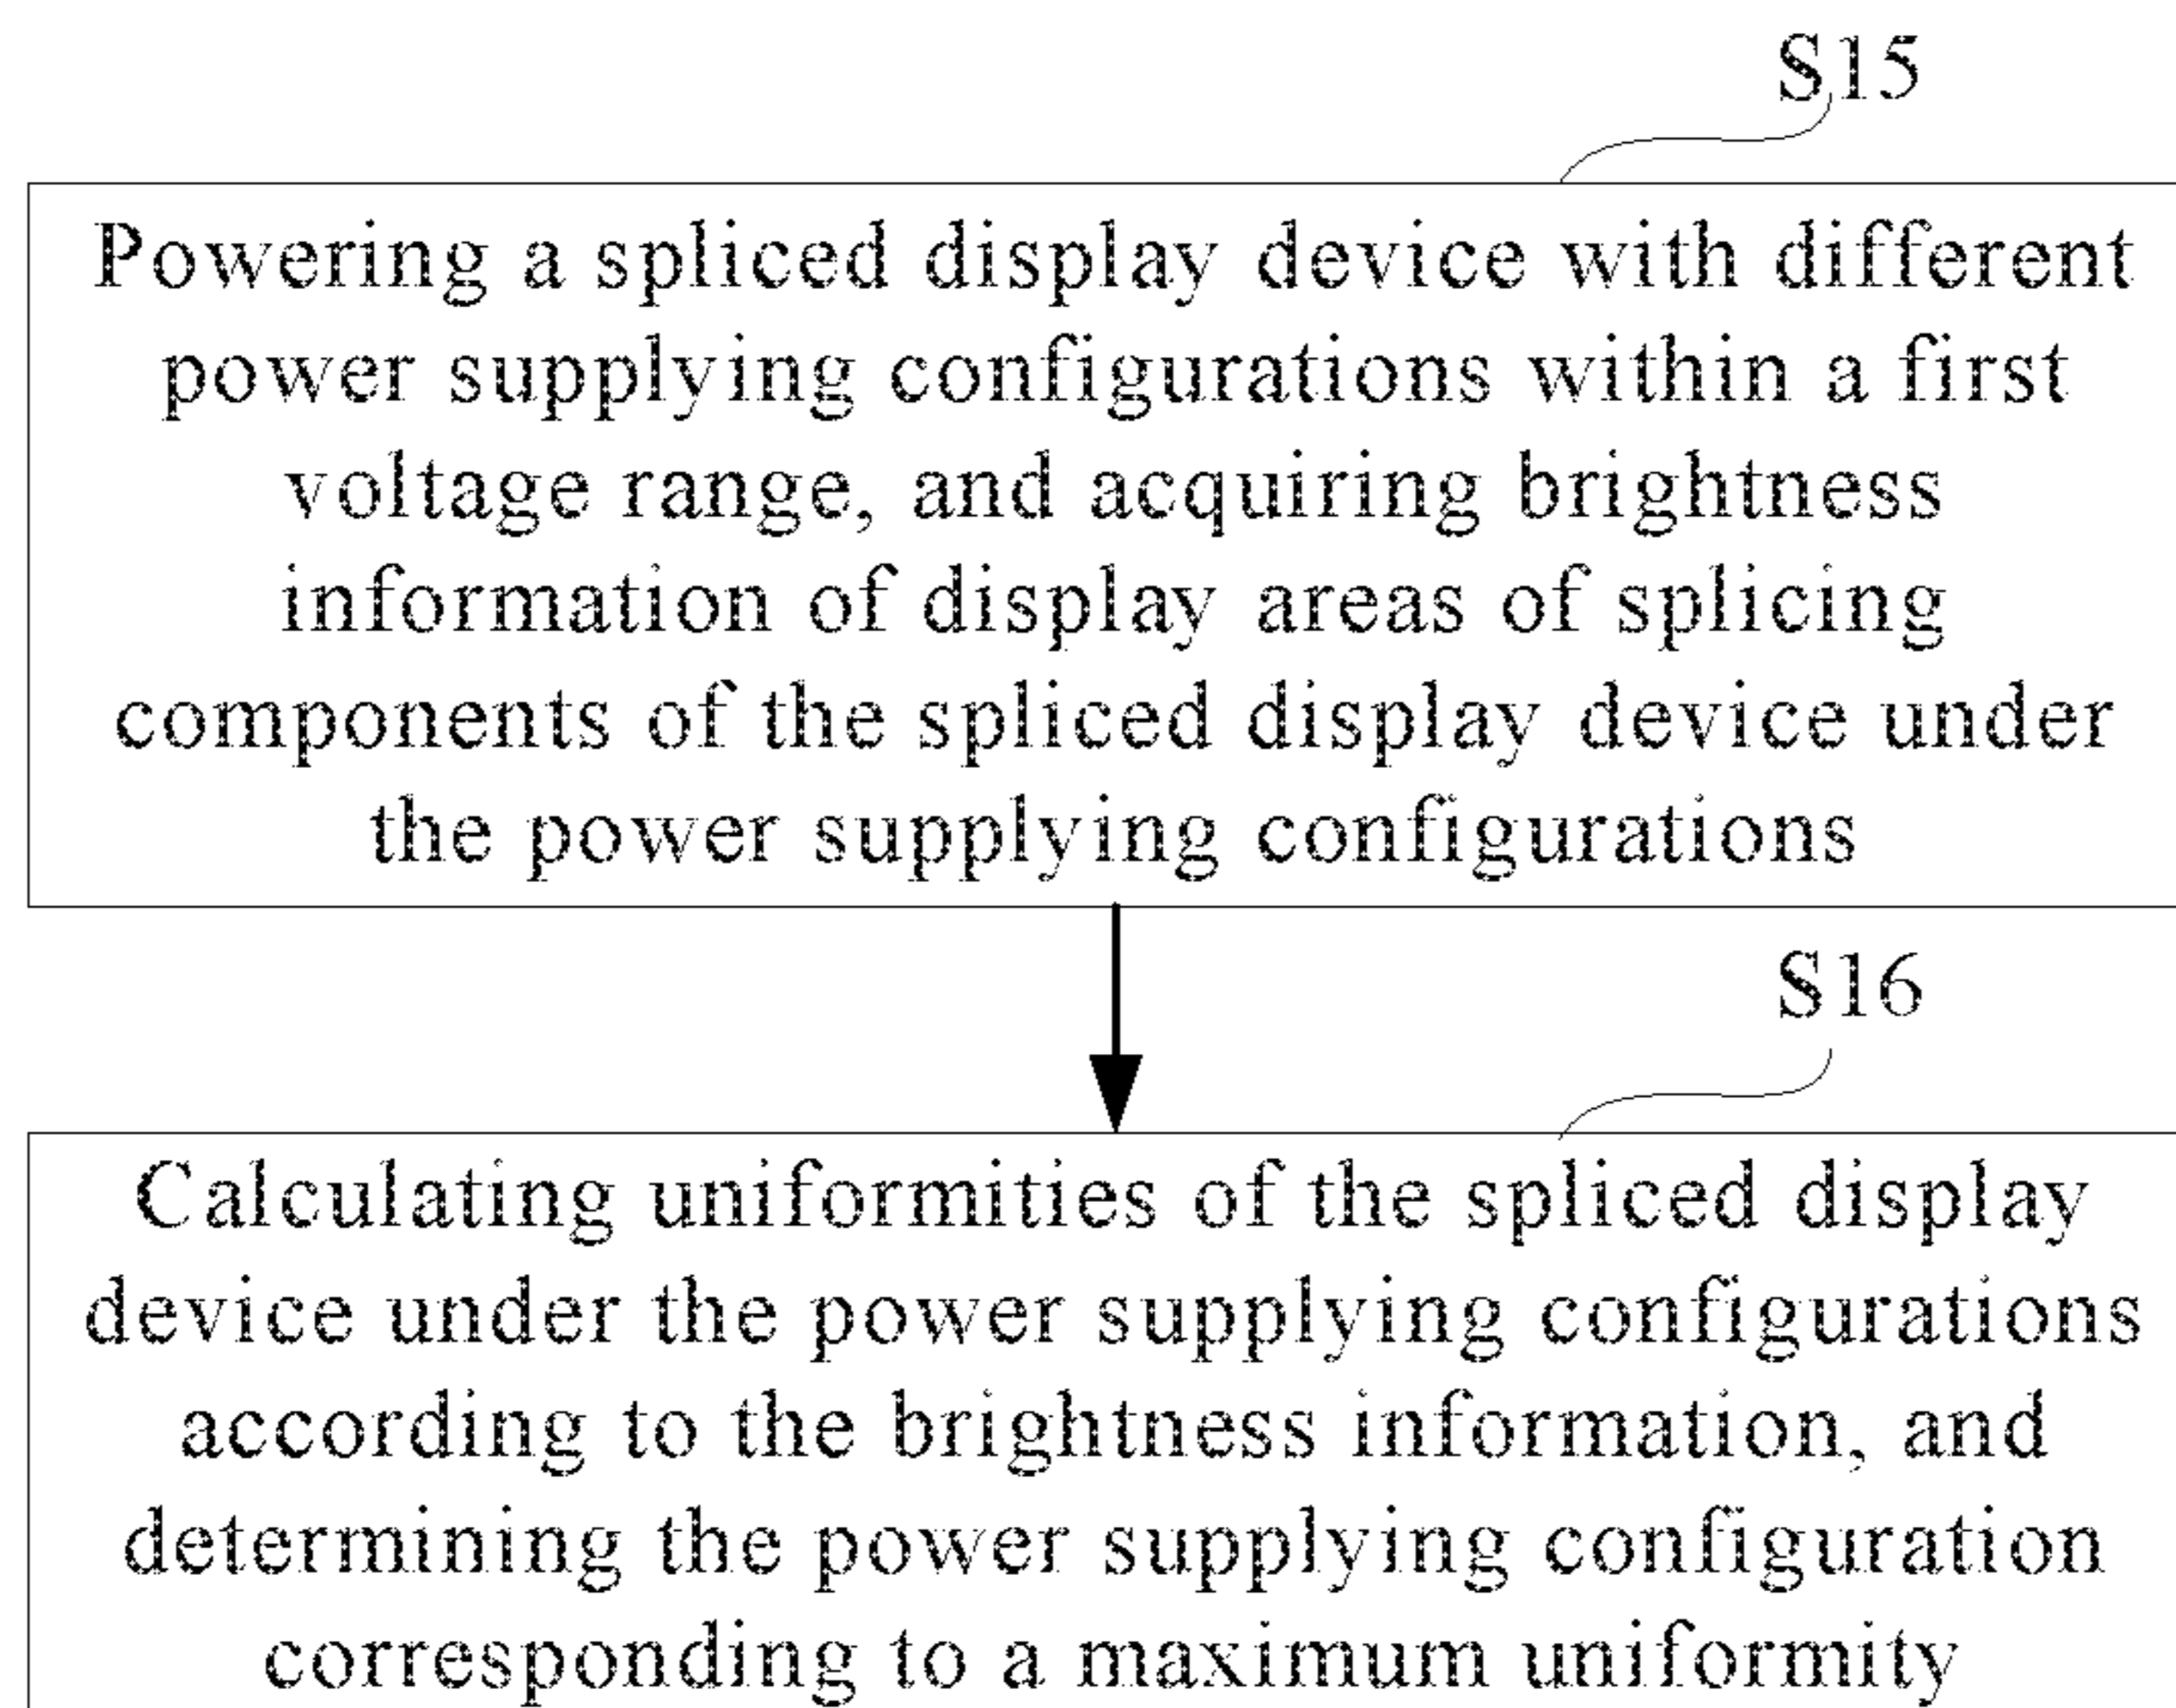 S15
Powering a spliced display device with different
power supplying configurations within a first
voltage range, and acquiring brightness
information of display areas of splicing
components of the spliced display device under
the power supplying configurations
S16
Calculating uniformities of the spliced display
device under the power supplying configurations
according to the brightness information, and
determining the power supplying configuration
corresponding to a maximum uniformity